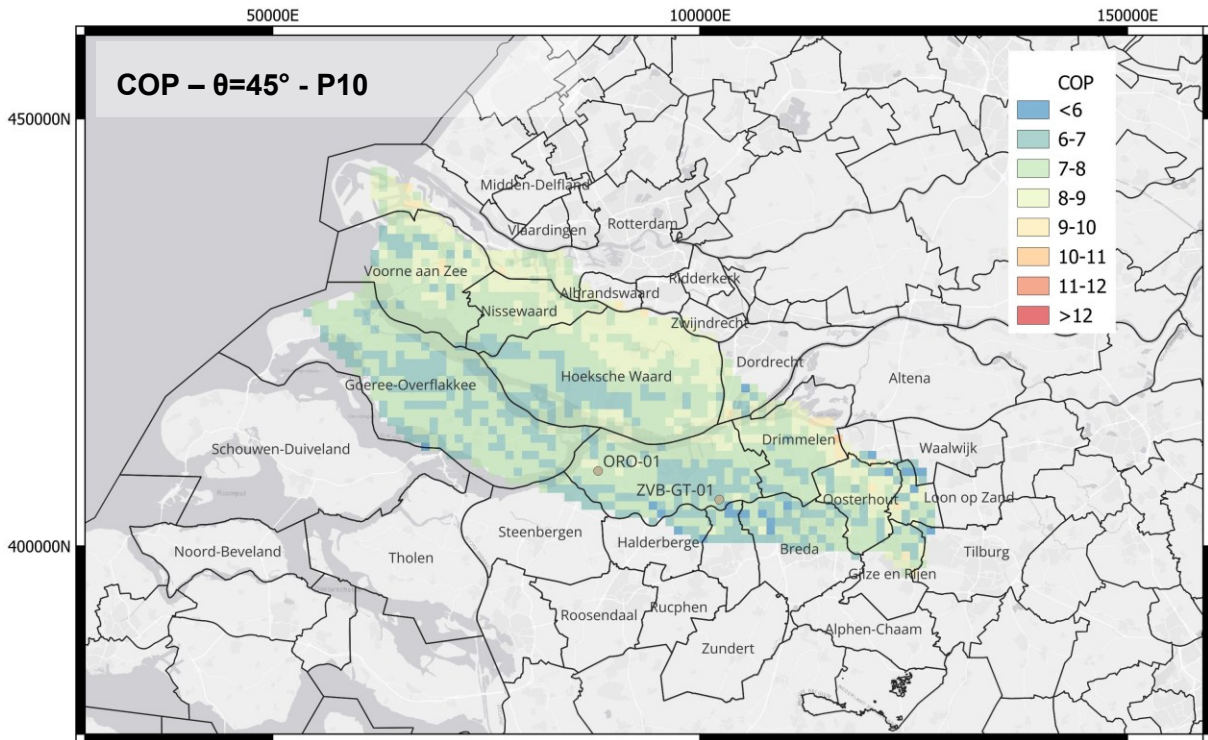 50000E
100000E
150000E
COP – θ=45° - P10
COP
<6
6-7
7-8
8-9
9-10
10-11
11-12
>12
450000N
400000N
Midden-Delfland
Vlaardingen
Rotterdam
Voorne aan Zee
Ridderkerk
Albrandswaard
Nissewaard
Zwijndrecht
Dordrecht
Hoeksche Waard
Altena
Goeree-Overflakkee
Schouwen-Duiveland
Drimmelen
Waalwijk
ORO-01
ZVB-GT-01
Oosterhout
Loon op Zand
Steenbergen
Halderberge
Breda
Tilburg
Noord-Beveland
Tholen
Gilze en Rijen
Roosendaal
Rucphen
Alphen-Chaam
Zundert